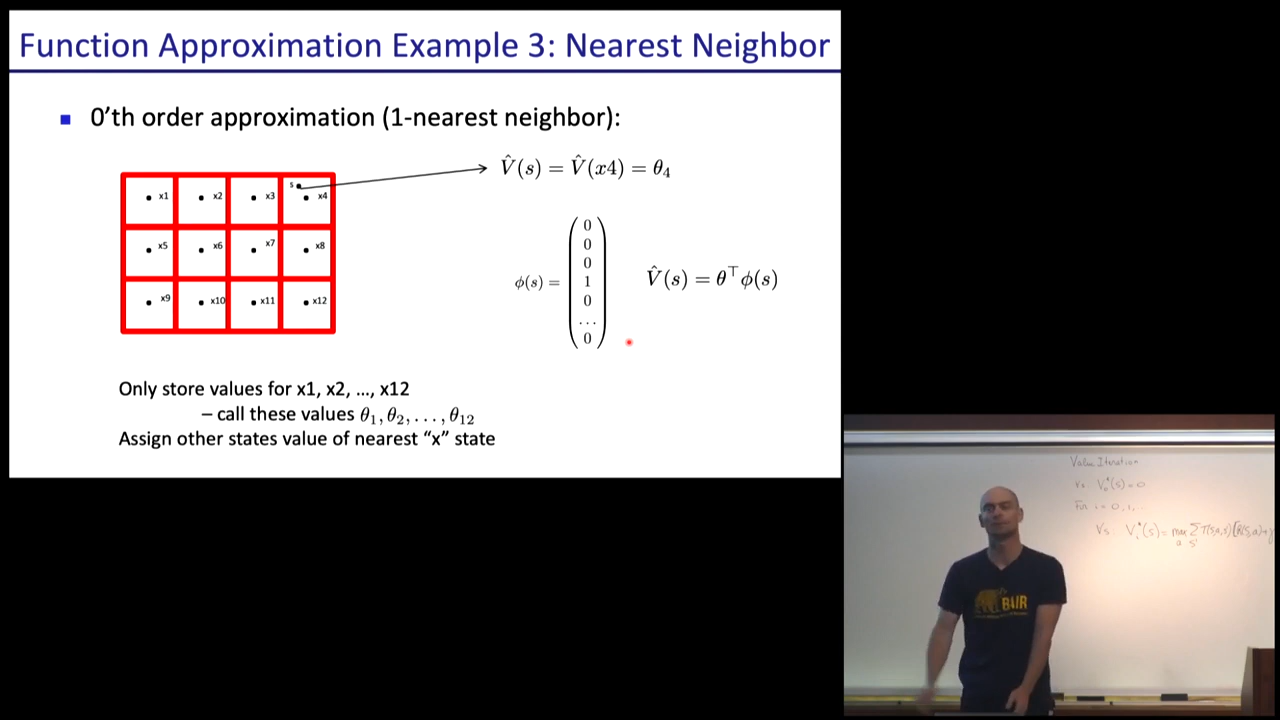 Function Approximation Example 3: Nearest Neighbor
0'th order approximation (1-nearest neighbor):
V̂(s) = V̂(x4) = θ₄
s
x1 x2 x3 x4
x5 x6 x7 x8
x9 x10 x11 x12
ϕ(s) =
0
0
0
1
0
...
0
V̂(s) = θ⊤ϕ(s)
Only store values for x1, x2, ..., x12
– call these values θ₁, θ₂, . . . , θ₁₂
Assign other states value of nearest “x” state
Value Iteration
∀s V₀*(s)=0
For i = 0,1,..
∀s Vᵢ*(s)= max Σ T(s,a,s')[R(s,a)+γ
a s'
BAIR